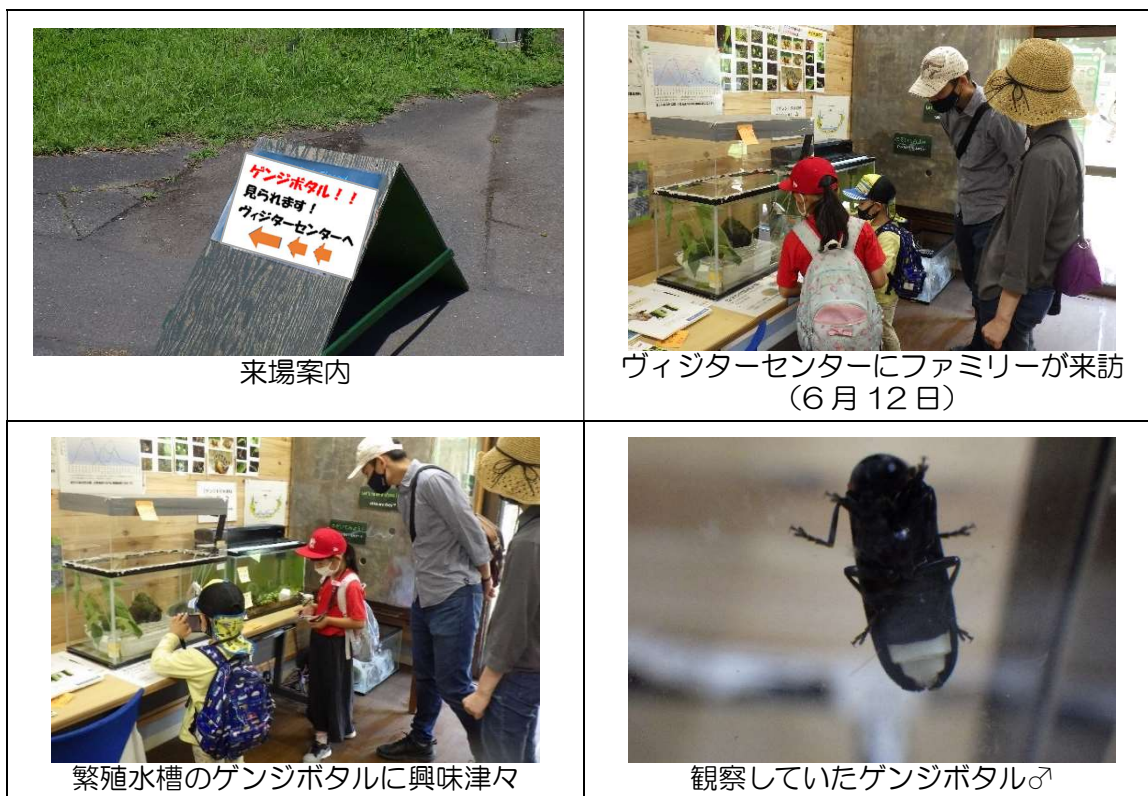 ゲンジボタル！！
見られます！
ヴィジターセンターへ
来場案内
ヴィジターセンターにファミリーが来訪
（6月12日）
繁殖水槽のゲンジボタルに興味津々
観察していたゲンジボタル♂